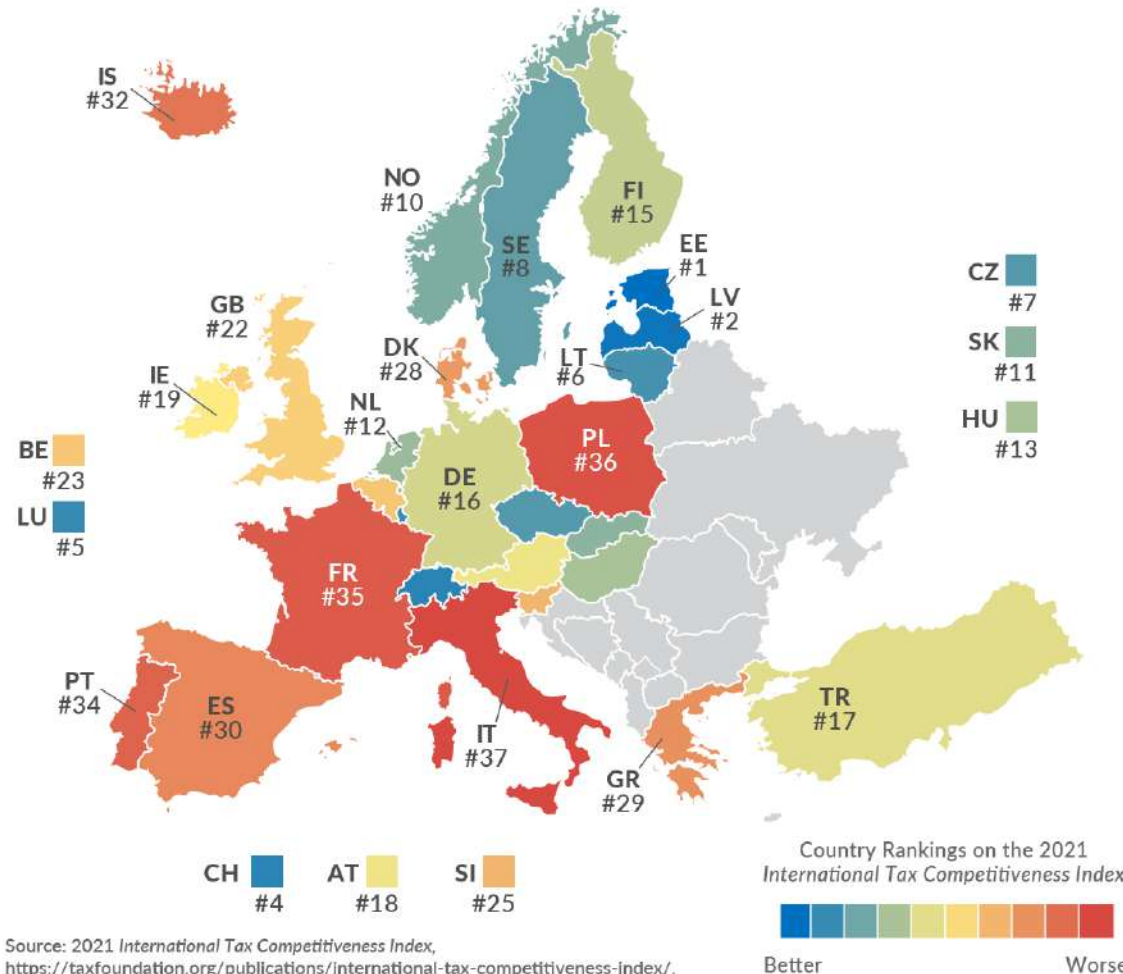 IS
#32
NO
#10
FI
#15
SE
#8
EE
#1
LV
#2
CZ
#7
GB
#22
DK
#28
LT
#6
SK
#11
IE
#19
NL
#12
HU
#13
BE
#23
PL
#36
DE
#16
LU
#5
FR
#35
PT
#34
ES
#30
IT
#37
TR
#17
GR
#29
CH
#4
AT
#18
SI
#25
Country Rankings on the 2021
International Tax Competitiveness Index
Better
Worse
Source: 2021 International Tax Competitiveness Index,
https://taxfoundation.org/publications/international-tax-competitiveness-index/.